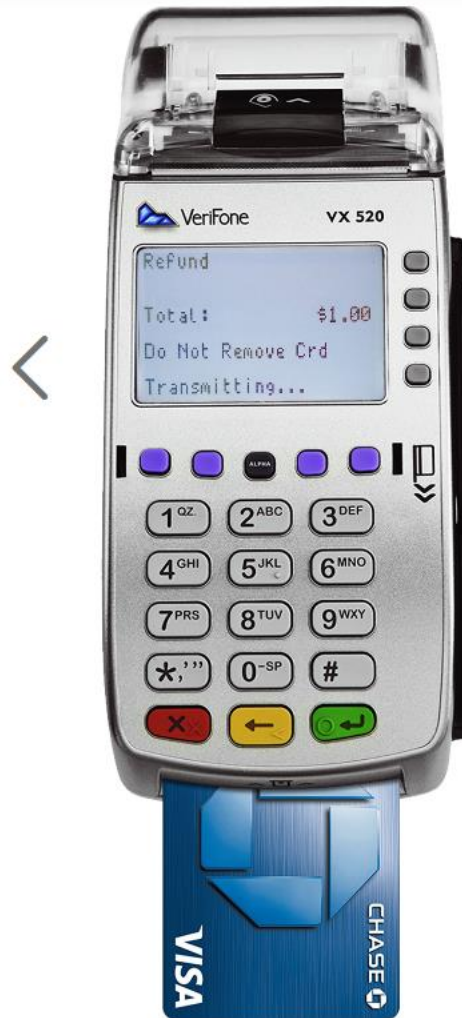 VeriFone VX 520
Refund
Total: $1.00
Do Not Remove Crd
Transmitting...
ALPHA
1 QZ. 2 ABC 3 DEF
4 GHI 5 JKL 6 MNO
7 PRS 8 TUV 9 WXY
*,'" 0 -SP #
CHASE
VISA